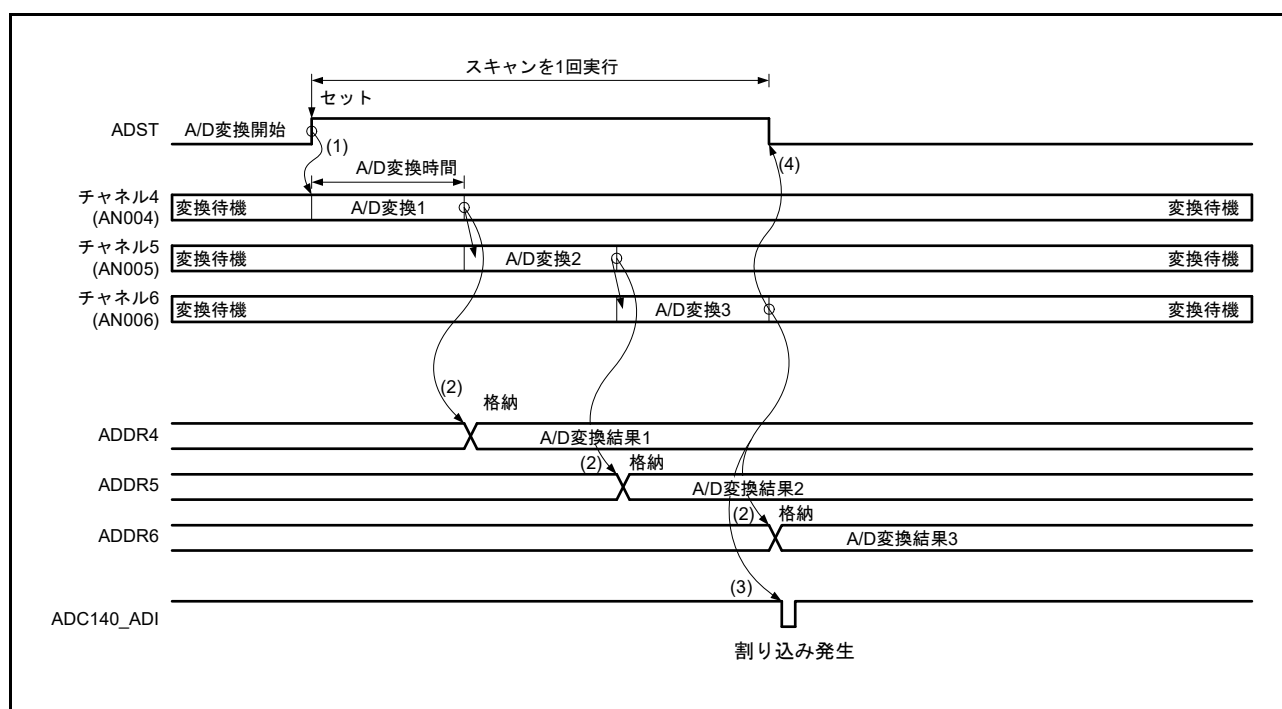 スキャンを1回実行
セット
ADST
A/D変換開始
(1)
(4)
A/D変換時間
チャネル4
(AN004)
変換待機
A/D変換1
変換待機
チャネル5
(AN005)
変換待機
A/D変換2
変換待機
チャネル6
(AN006)
変換待機
A/D変換3
変換待機
(2)
格納
ADDR4
A/D変換結果1
(2)
格納
ADDR5
A/D変換結果2
(2)
格納
ADDR6
A/D変換結果3
(3)
ADC140_ADI
割り込み発生